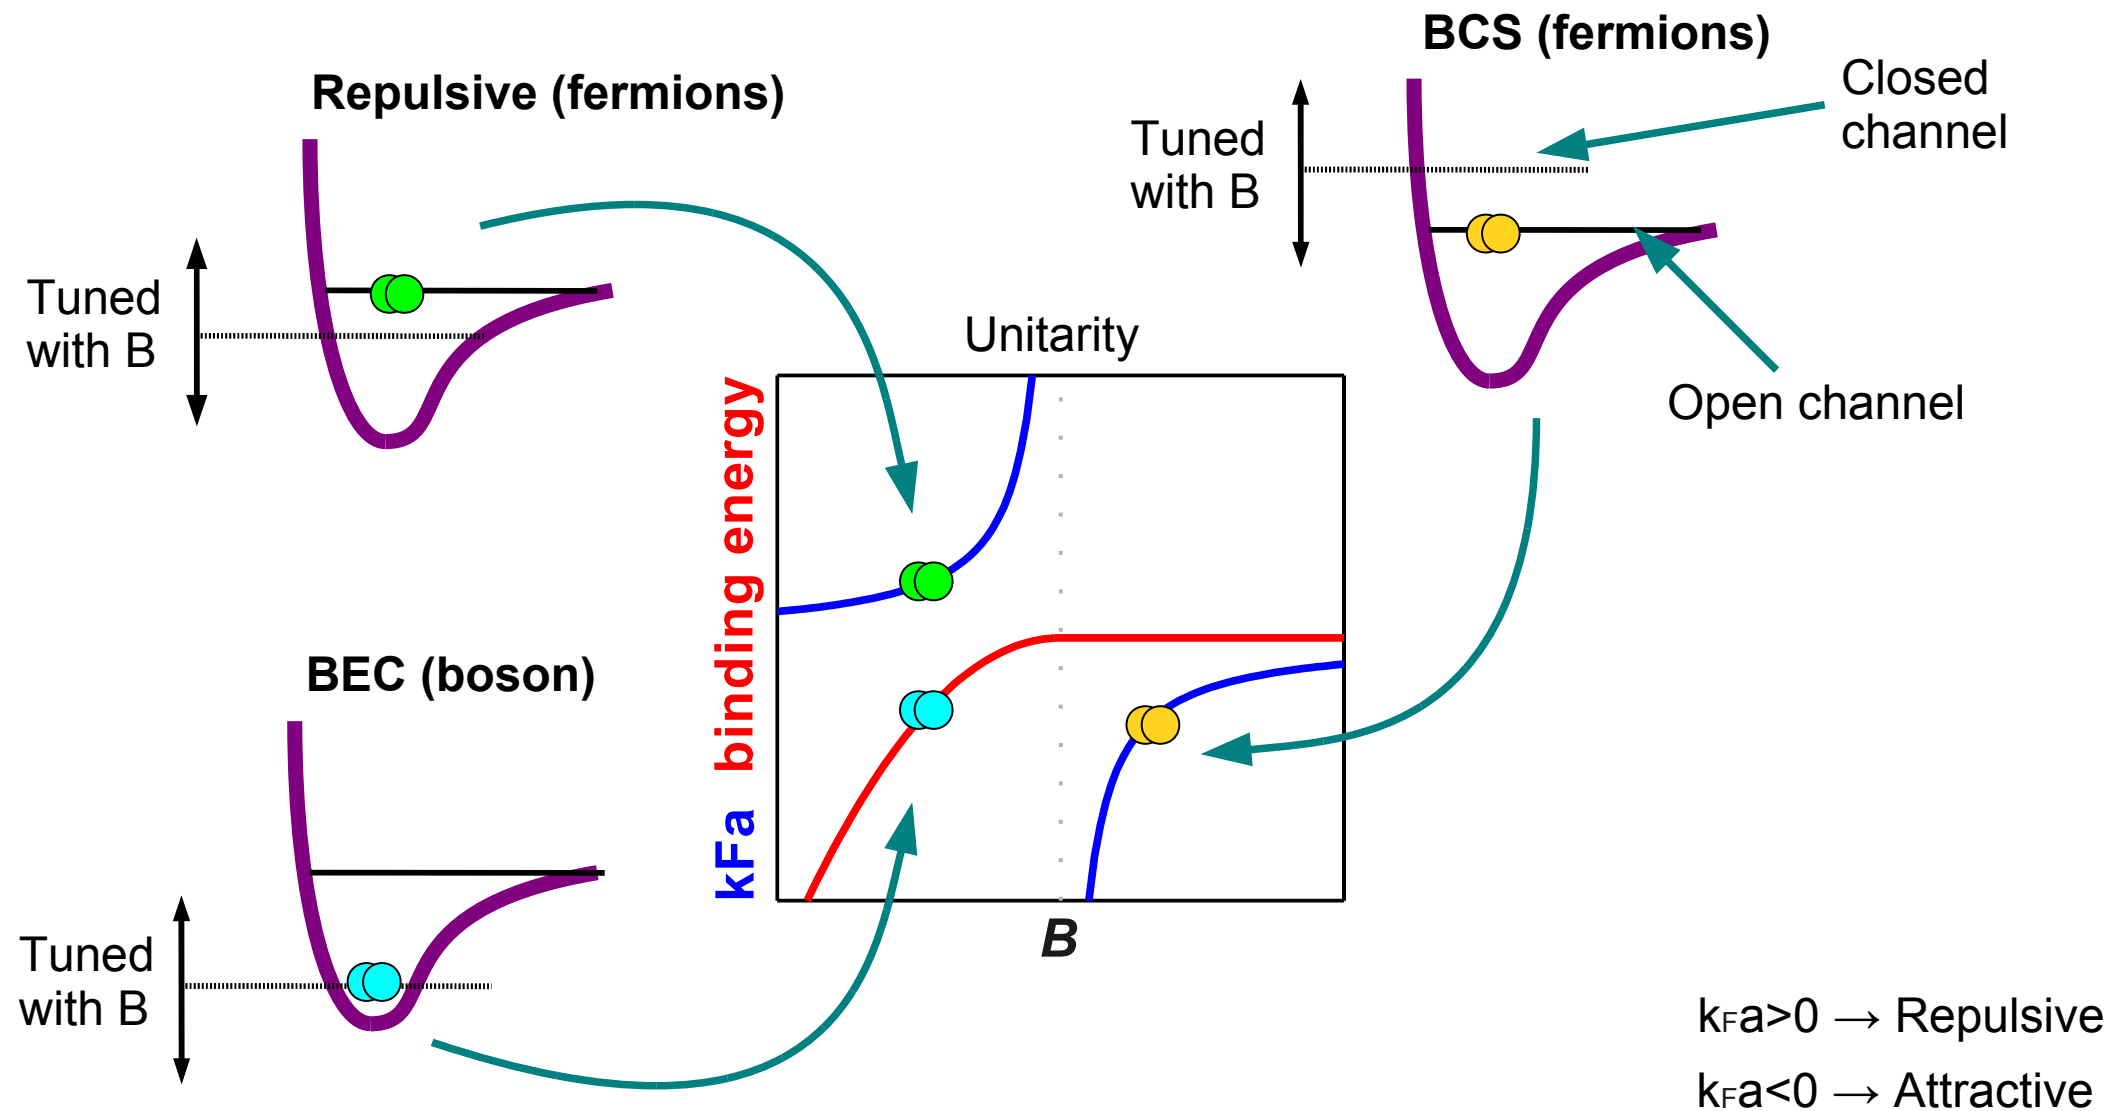 BCS (fermions)
Repulsive (fermions)
Closed
channel
Tuned
with B
Tuned
with B
Unitarity
Open channel
kFa binding energy
BEC (boson)
Tuned
with B
B
kFa>0 → Repulsive
kFa<0 → Attractive